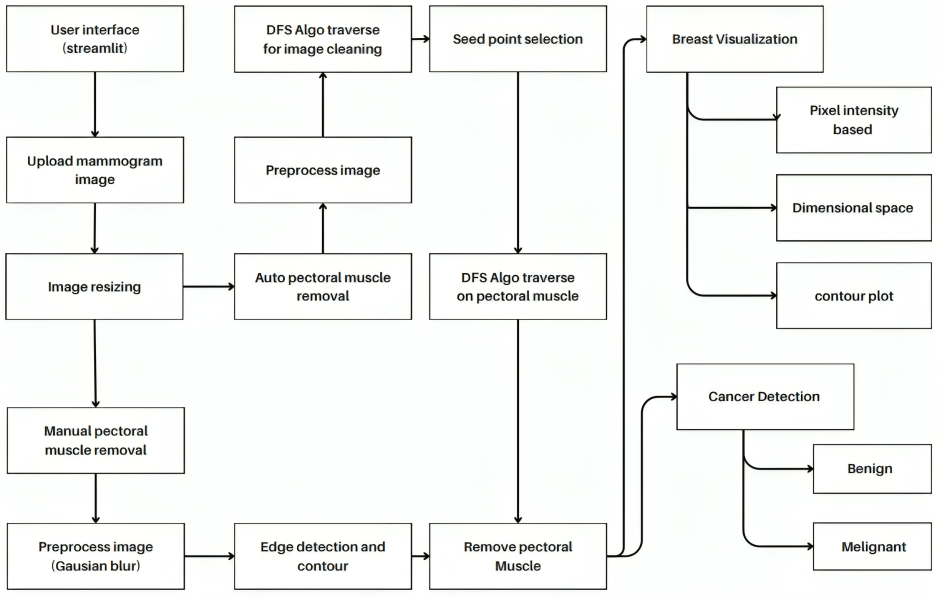 User interface
(streamlit)
Upload mammogram
image
Image resizing
Manual pectoral
muscle removal
Preprocess image
(Gausian blur)
DFS Algo traverse
for image cleaning
Preprocess image
Auto pectoral muscle
removal
Edge detection and
contour
Seed point selection
DFS Algo traverse
on pectoral muscle
Remove pectoral
Muscle
Breast Visualization
Pixel intensity
based
Dimensional space
contour plot
Cancer Detection
Benign
Melignant